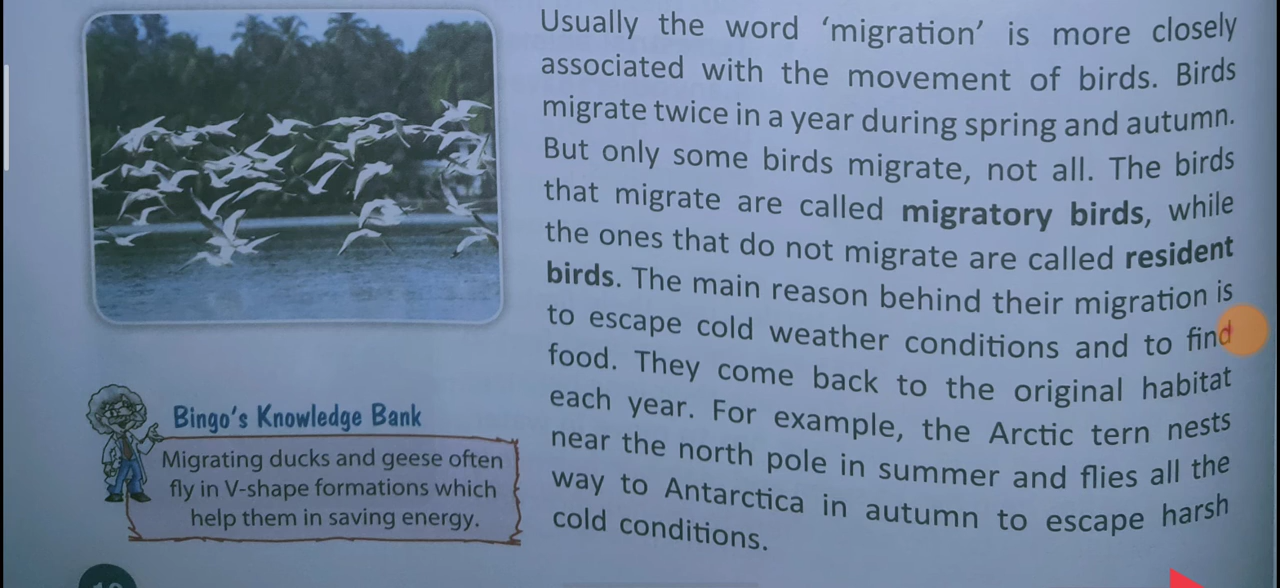 Usually the word ‘migration’ is more closely
associated with the movement of birds. Birds
migrate twice in a year during spring and autumn.
But only some birds migrate, not all. The birds
that migrate are called migratory birds, while
the ones that do not migrate are called resident
birds. The main reason behind their migration is
to escape cold weather conditions and to find
food. They come back to the original habitat
each year. For example, the Arctic tern nests
near the north pole in summer and flies all the
way to Antarctica in autumn to escape harsh
cold conditions.
Bingo’s Knowledge Bank
Migrating ducks and geese often
fly in V-shape formations which
help them in saving energy.